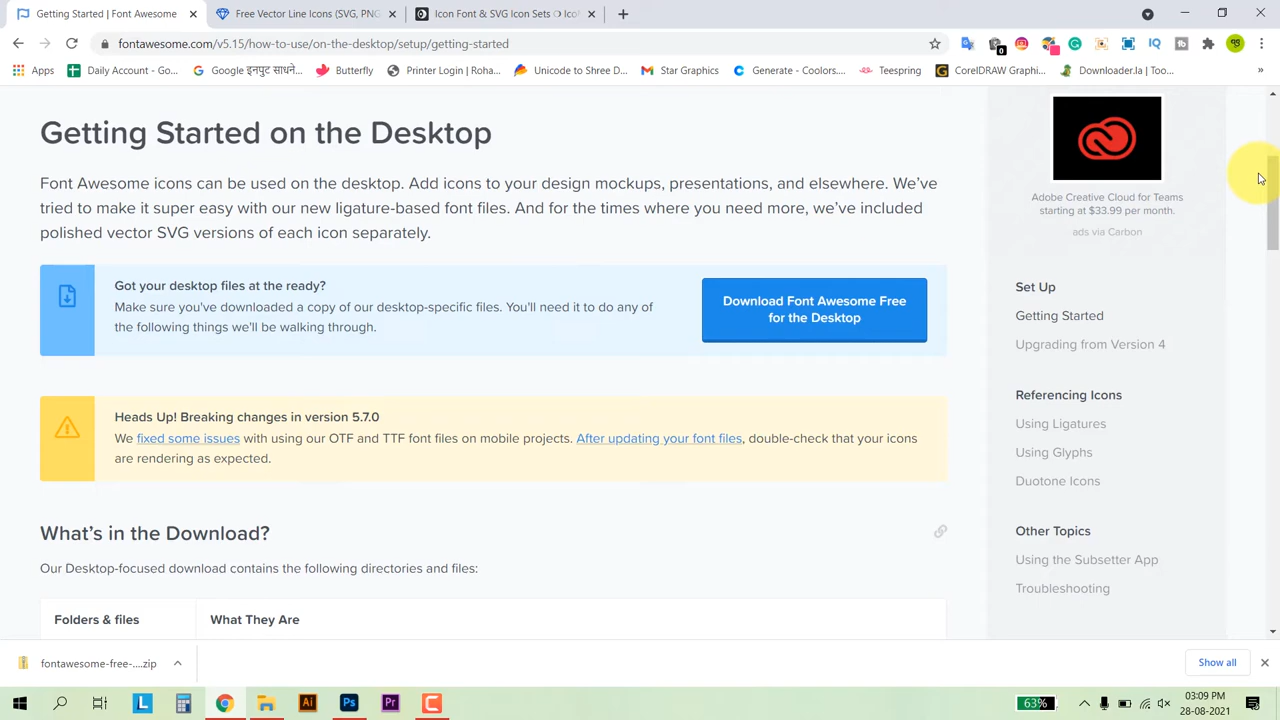 Getting Started | Font Awesome
Free Vector Line Icons (SVG, PNG
Icon Font & SVG Icon Sets
fontawesome.com/v5.15/how-to-use/on-the-desktop/setup/getting-started
Apps
Daily Account - Go...
Google इनपुट साधने...
Butterfly
Printer Login | Roha...
Unicode to Shree D...
Star Graphics
Generate - Coolors....
Teespring
CorelDRAW Graphi...
Downloader.la | Too...
»
Getting Started on the Desktop
Font Awesome icons can be used on the desktop. Add icons to your design mockups, presentations, and elsewhere. We've
tried to make it super easy with our new ligature-based font files. And for the times where you need more, we've included
polished vector SVG versions of each icon separately.
Got your desktop files at the ready?
Make sure you've downloaded a copy of our desktop-specific files. You'll need it to do any of
the following things we'll be walking through.
Download Font Awesome Free
for the Desktop
Heads Up! Breaking changes in version 5.7.0
We fixed some issues with using our OTF and TTF font files on mobile projects. After updating your font files, double-check that your icons
are rendering as expected.
What's in the Download?
Our Desktop-focused download contains the following directories and files:
Folders & files
What They Are
Adobe Creative Cloud for Teams
starting at $33.99 per month.
ads via Carbon
Set Up
Getting Started
Upgrading from Version 4
Referencing Icons
Using Ligatures
Using Glyphs
Duotone Icons
Other Topics
Using the Subsetter App
Troubleshooting
fontawesome-free-....zip
Show all
L
Ai
Ps
Pr
63%
03:09 PM
28-08-2021